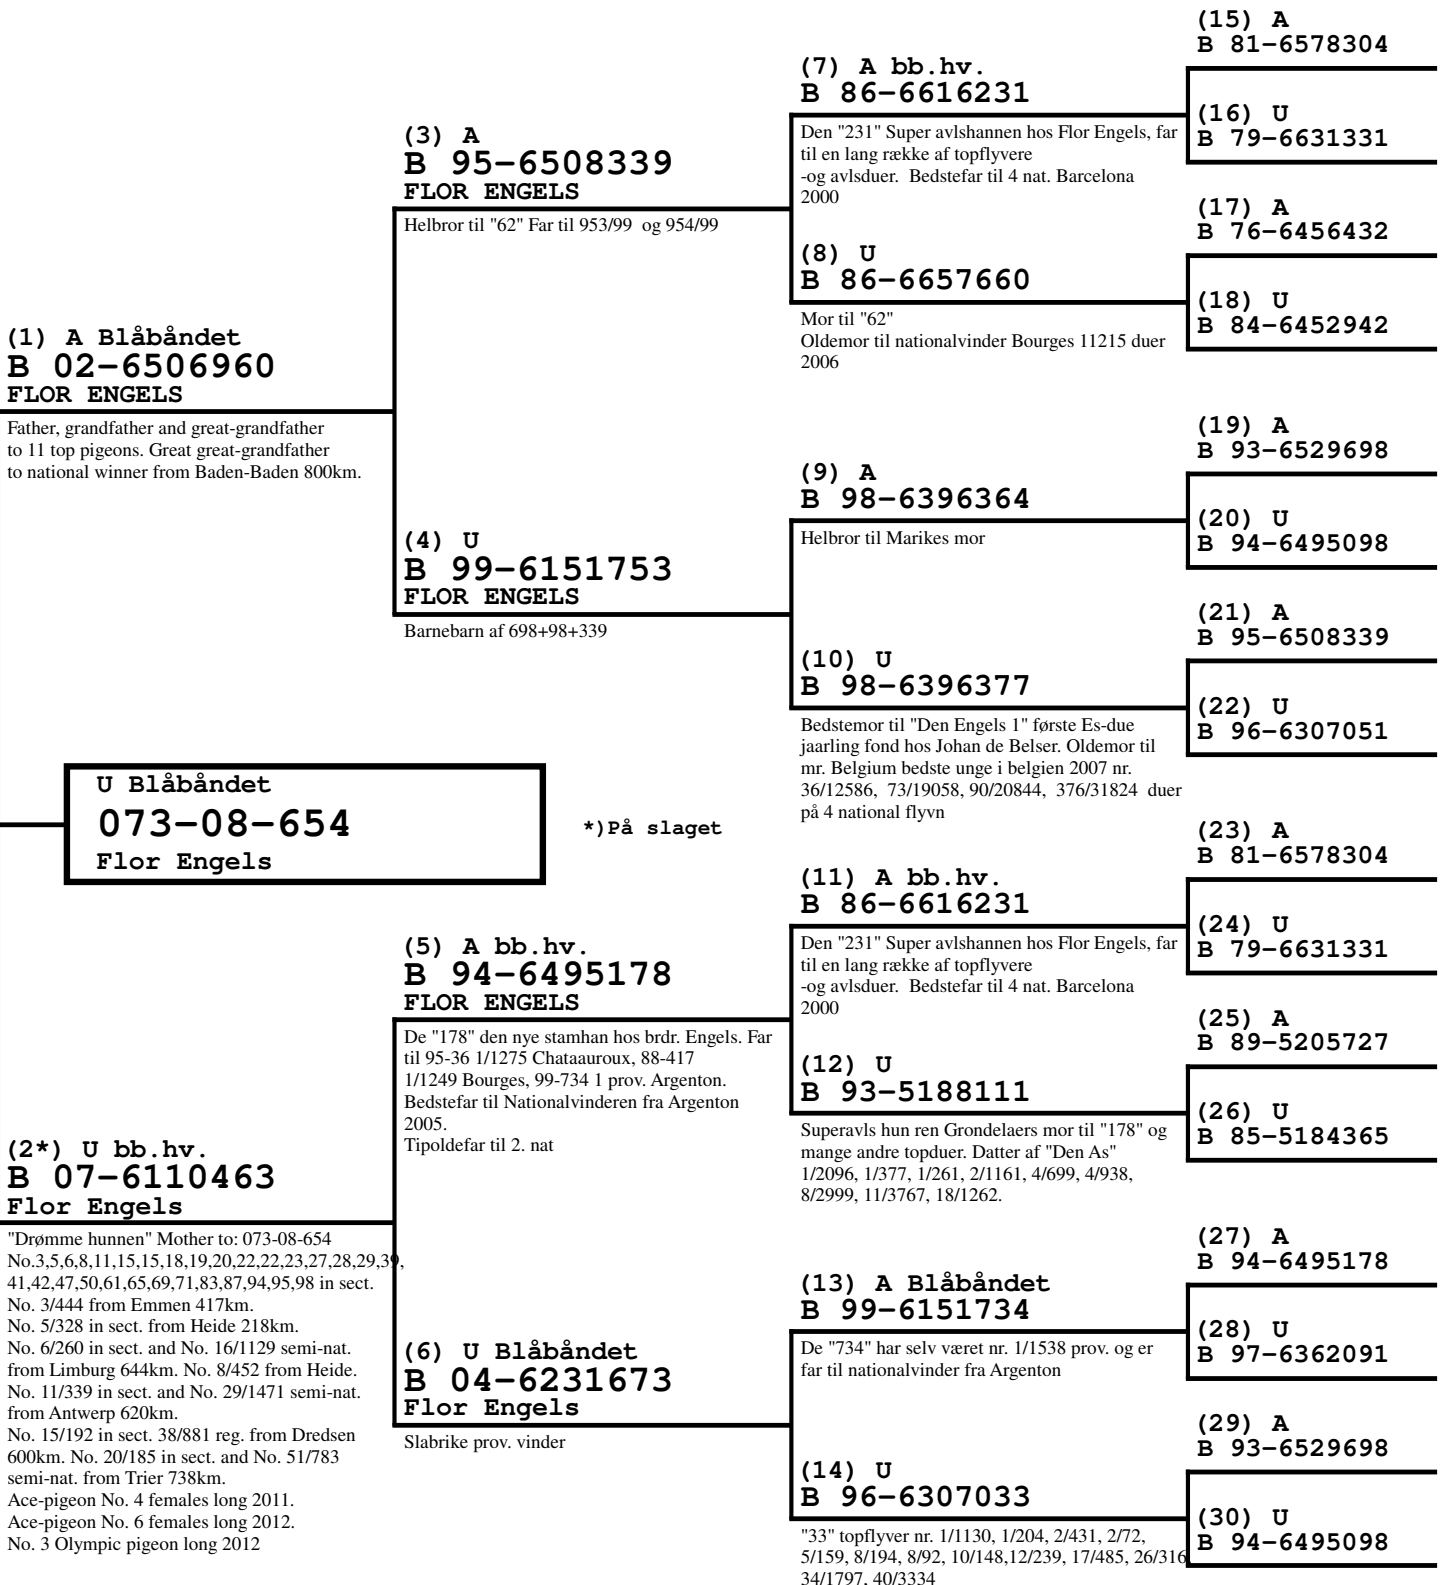 (1) A Blåbåndet
B 02-6506960
FLOR ENGELS
Father, grandfather and great-grandfather
to 11 top pigeons. Great great-grandfather
to national winner from Baden-Baden 800km.
U Blåbåndet
073-08-654
Flor Engels
*)På slaget
(2*) U bb.hv.
B 07-6110463
Flor Engels
"Drømme hunnen" Mother to: 073-08-654
No.3,5,6,8,11,15,15,18,19,20,22,22,23,27,28,29,39,
41,42,47,50,61,65,69,71,83,87,94,95,98 in sect.
No. 3/444 from Emmen 417km.
No. 5/328 in sect. from Heide 218km.
No. 6/260 in sect. and No. 16/1129 semi-nat.
from Limburg 644km. No. 8/452 from Heide.
No. 11/339 in sect. and No. 29/1471 semi-nat.
from Antwerp 620km.
No. 15/192 in sect. 38/881 reg. from Dredsen
600km. No. 20/185 in sect. and No. 51/783
semi-nat. from Trier 738km.
Ace-pigeon No. 4 females long 2011.
Ace-pigeon No. 6 females long 2012.
No. 3 Olympic pigeon long 2012
(3) A
B 95-6508339
FLOR ENGELS
Helbror til "62" Far til 953/99 og 954/99
(4) U
B 99-6151753
FLOR ENGELS
Barnebarn af 698+98+339
(5) A bb.hv.
B 94-6495178
FLOR ENGELS
De "178" den nye stamhan hos brdr. Engels. Far
til 95-36 1/1275 Chataauroux, 88-417
1/1249 Bourges, 99-734 1 prov. Argenton.
Bedstefar til Nationalvinderen fra Argenton
2005.
Tipoldefar til 2. nat
(6) U Blåbåndet
B 04-6231673
Flor Engels
Slabrike prov. vinder
(7) A bb.hv.
B 86-6616231
Den "231" Super avlshannen hos Flor Engels, far
til en lang række af topflyvere
-og avlsduer. Bedstefar til 4 nat. Barcelona
2000
(8) U
B 86-6657660
Mor til "62"
Oldemor til nationalvinder Bourges 11215 duer
2006
(9) A
B 98-6396364
Helbror til Marikes mor
(10) U
B 98-6396377
Bedstemor til "Den Engels 1" første Es-due
jaarling fond hos Johan de Belser. Oldemor til
mr. Belgium bedste unge i belgien 2007 nr.
36/12586, 73/19058, 90/20844, 376/31824 duer
på 4 national flyvn
(11) A bb.hv.
B 86-6616231
Den "231" Super avlshannen hos Flor Engels, far
til en lang række af topflyvere
-og avlsduer. Bedstefar til 4 nat. Barcelona
2000
(12) U
B 93-5188111
Superavls hun ren Grondelaers mor til "178" og
mange andre topduer. Datter af "Den As"
1/2096, 1/377, 1/261, 2/1161, 4/699, 4/938,
8/2999, 11/3767, 18/1262.
(13) A Blåbåndet
B 99-6151734
De "734" har selv været nr. 1/1538 prov. og er
far til nationalvinder fra Argenton
(14) U
B 96-6307033
"33" topflyver nr. 1/1130, 1/204, 2/431, 2/72,
5/159, 8/194, 8/92, 10/148,12/239, 17/485, 26/316
34/1797, 40/3334
(15) A
B 81-6578304
(16) U
B 79-6631331
(17) A
B 76-6456432
(18) U
B 84-6452942
(19) A
B 93-6529698
(20) U
B 94-6495098
(21) A
B 95-6508339
(22) U
B 96-6307051
(23) A
B 81-6578304
(24) U
B 79-6631331
(25) A
B 89-5205727
(26) U
B 85-5184365
(27) A
B 94-6495178
(28) U
B 97-6362091
(29) A
B 93-6529698
(30) U
B 94-6495098